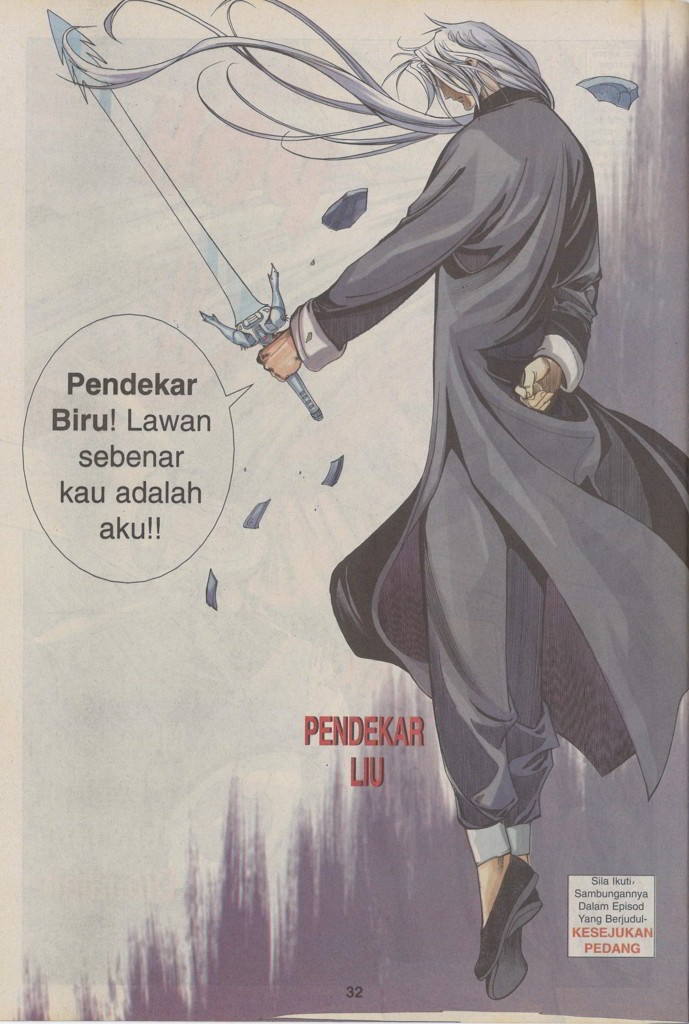 Pendekar
Biru! Lawan
sebenar
kau adalah
aku!!
PENDEKAR
LIU
Sila Ikuti,
Sambungannya
Dalam Episod
Yang Berjudul-
KESEJUKAN
PEDANG
32